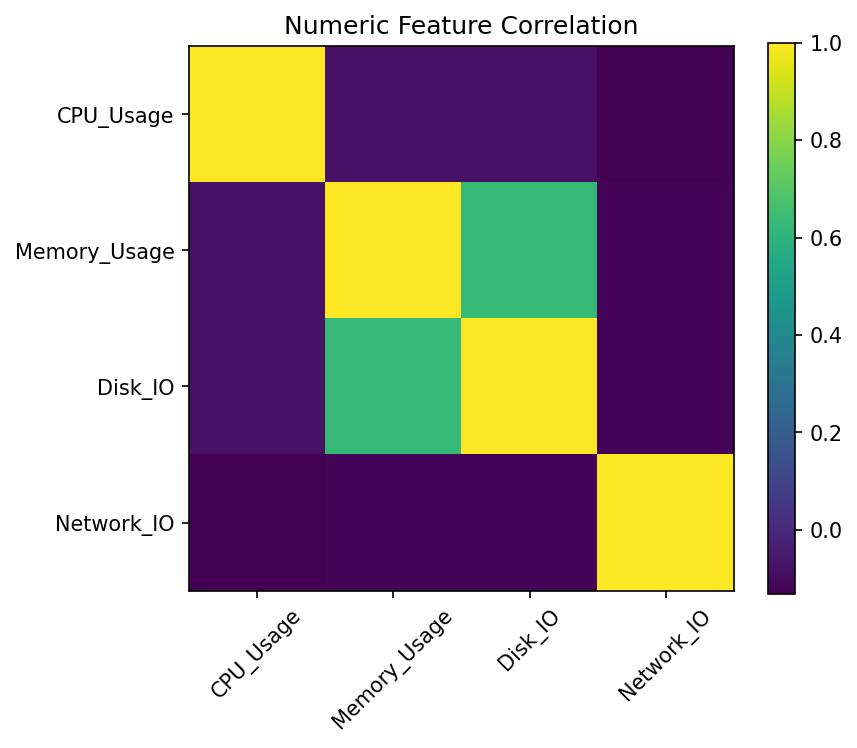 Numeric Feature Correlation
CPU_Usage
Memory_Usage
Disk_IO
Network_IO
CPU_Usage
Memory_Usage
Disk_IO
Network_IO
1.0
0.8
0.6
0.4
0.2
0.0